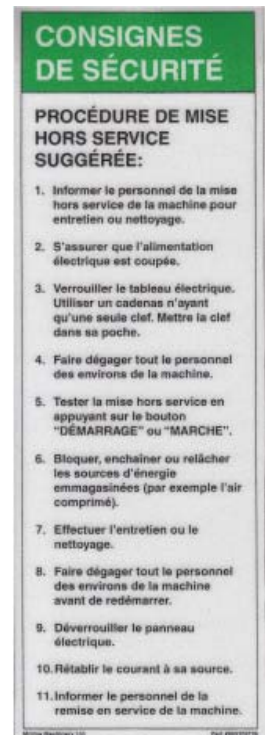 CONSIGNES
DE SÉCURITÉ
PROCÉDURE DE MISE
HORS SERVICE
SUGGÉRÉE:
1. Informer le personnel de la mise
hors service de la machine pour
entretien ou nettoyage.
2. S'assurer que l'alimentation
électrique est coupée.
3. Verrouiller le tableau électrique.
Utiliser un cadenas n'ayant
qu'une seule clef. Mettre la clef
dans sa poche.
4. Faire dégager tout le personnel
des environs de la machine.
5. Tester la mise hors service en
appuyant sur le bouton
"DÉMARRAGE" ou "MARCHE".
6. Bloquer, enchaîner ou relâcher
les sources d'énergie
emmagasinées (par exemple l'air
comprimé).
7. Effectuer l'entretien ou le
nettoyage.
8. Faire dégager tout le personnel
des environs de la machine
avant de redémarrer.
9. Déverrouiller le panneau
électrique.
10. Rétablir le courant à sa source.
11. Informer le personnel de la
remise en service de la machine.